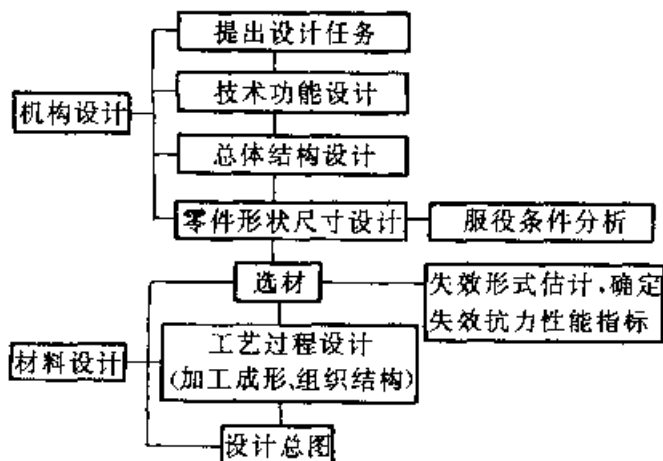 提出设计任务
技术功能设计
机构设计
总体结构设计
零件形状尺寸设计
服役条件分析
选材
失效形式估计、确定
失效抗力性能指标
工艺过程设计
(加工成形、组织结构)
材料设计
设计总图